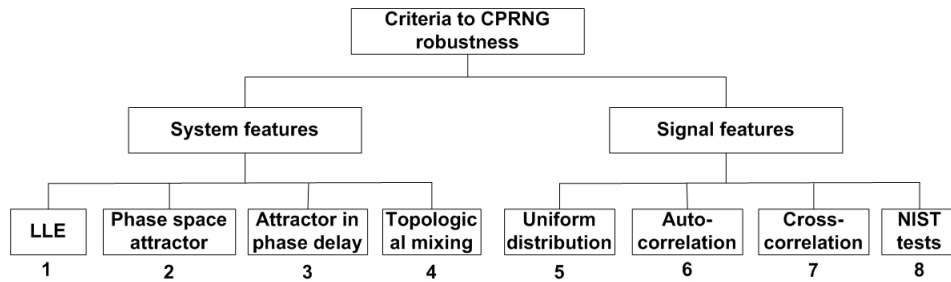 Criteria to CPRNG
robustness
System features
Signal features
LLE
Phase space
attractor
Attractor in
phase delay
Topologic
al mixing
Uniform
distribution
Auto-
correlation
Cross-
correlation
NIST
tests
1
2
3
4
5
6
7
8